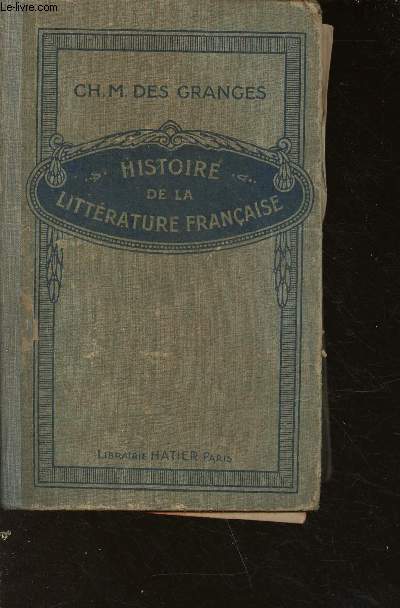 Le-livre.com
CH. M. DES GRANGES
HISTOIRE
DE LA
LITTÉRATURE FRANÇAISE
LIBRAIRIE HATIER PARIS